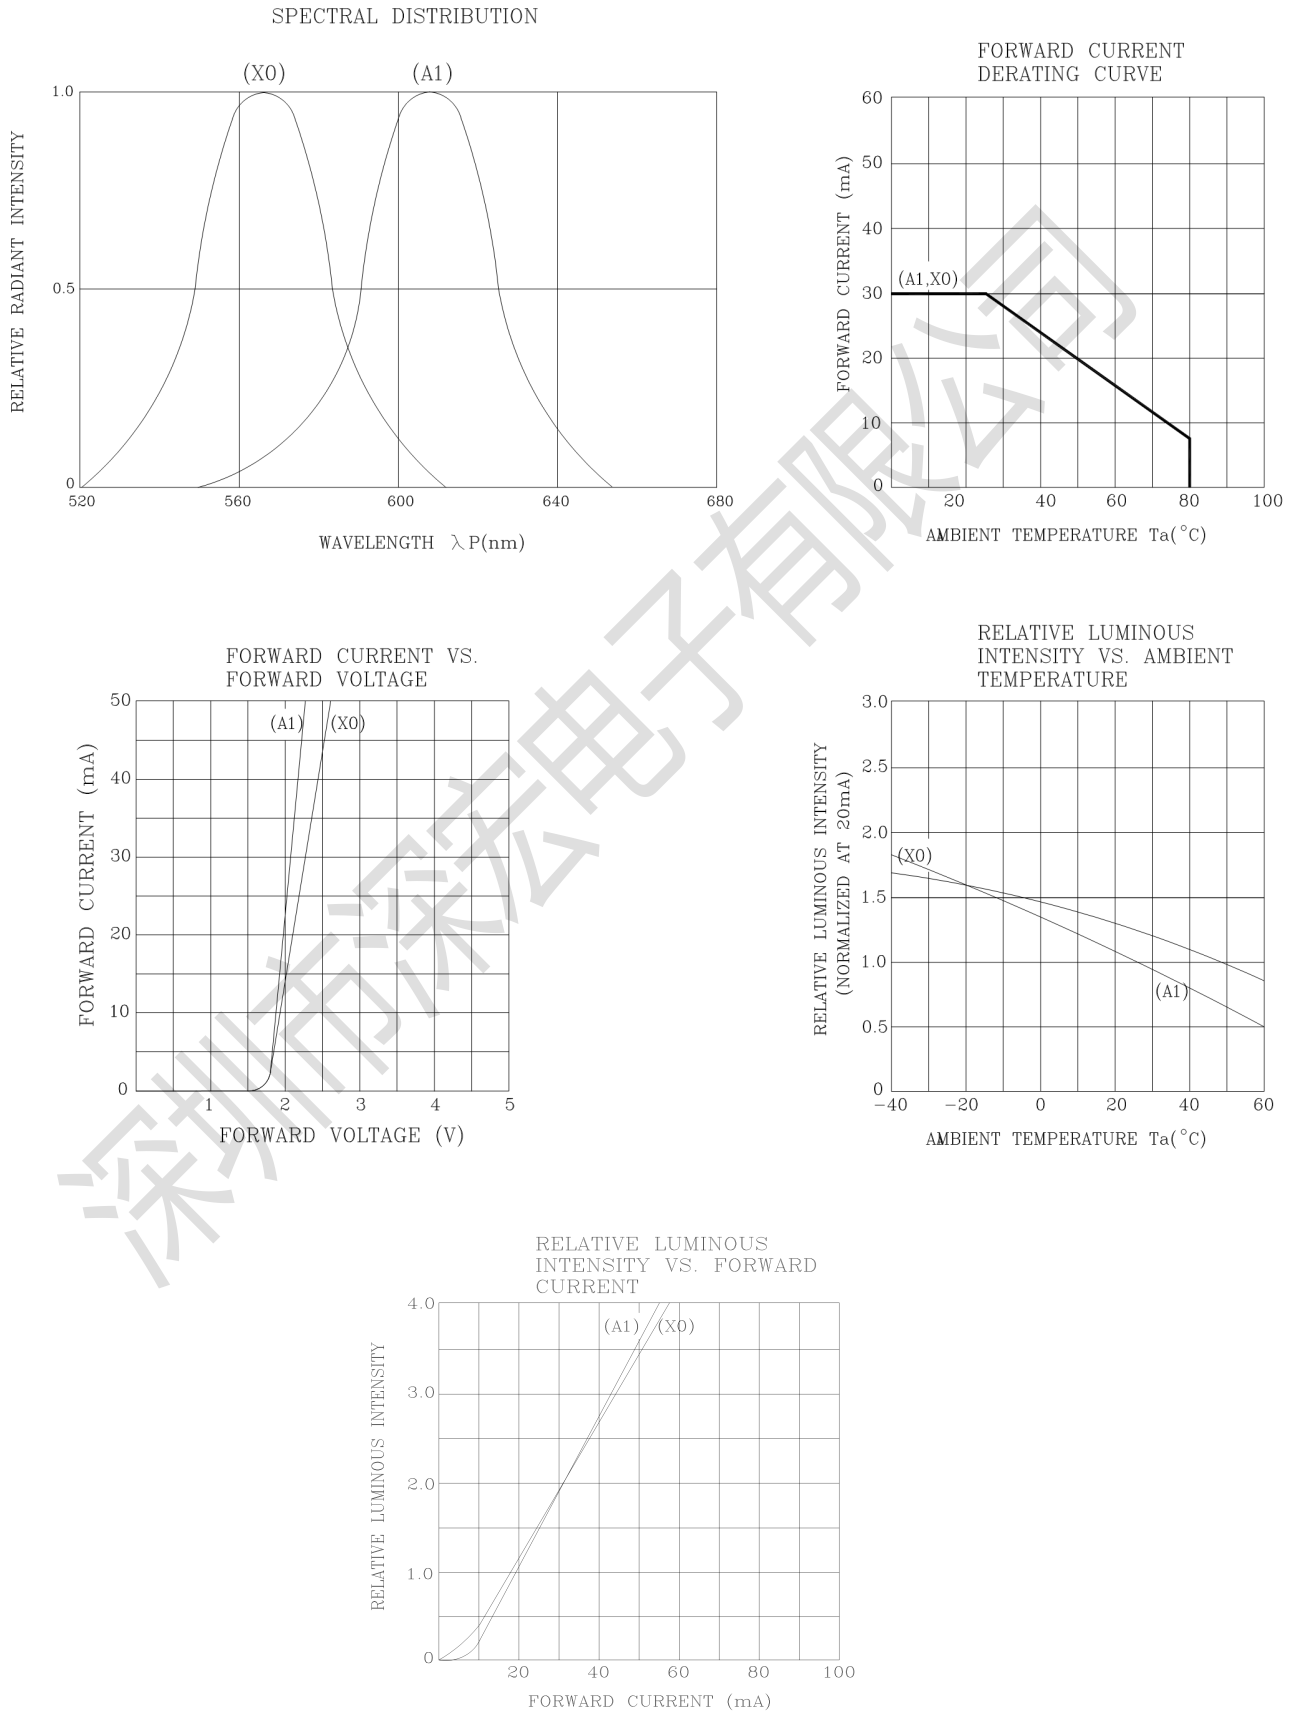 SPECTRAL DISTRIBUTION
(X0) (A1)
RELATIVE RADIANT INTENSITY
1.0
0.5
0
520 560 600 640 680
WAVELENGTH λP(nm)
FORWARD CURRENT
DERATING CURVE
FORWARD CURRENT (mA)
60
50
40
(A1,X0)
30
20
10
0
20 40 60 80 100
AMBIENT TEMPERATURE Ta(°C)
FORWARD CURRENT VS.
FORWARD VOLTAGE
FORWARD CURRENT (mA)
50
(A1) (X0)
40
30
20
10
0
1 2 3 4 5
FORWARD VOLTAGE (V)
RELATIVE LUMINOUS
INTENSITY VS. AMBIENT
TEMPERATURE
RELATIVE LUMINOUS INTENSITY
(NORMALIZED AT 20mA)
3.0
2.5
2.0
(X0)
1.5
1.0
(A1)
0.5
0
-40 -20 0 20 40 60
AMBIENT TEMPERATURE Ta(°C)
RELATIVE LUMINOUS
INTENSITY VS. FORWARD
CURRENT
RELATIVE LUMINOUS INTENSITY
4.0
(A1) (X0)
3.0
2.0
1.0
0
20 40 60 80 100
FORWARD CURRENT (mA)
深圳市深宏电子有限公司